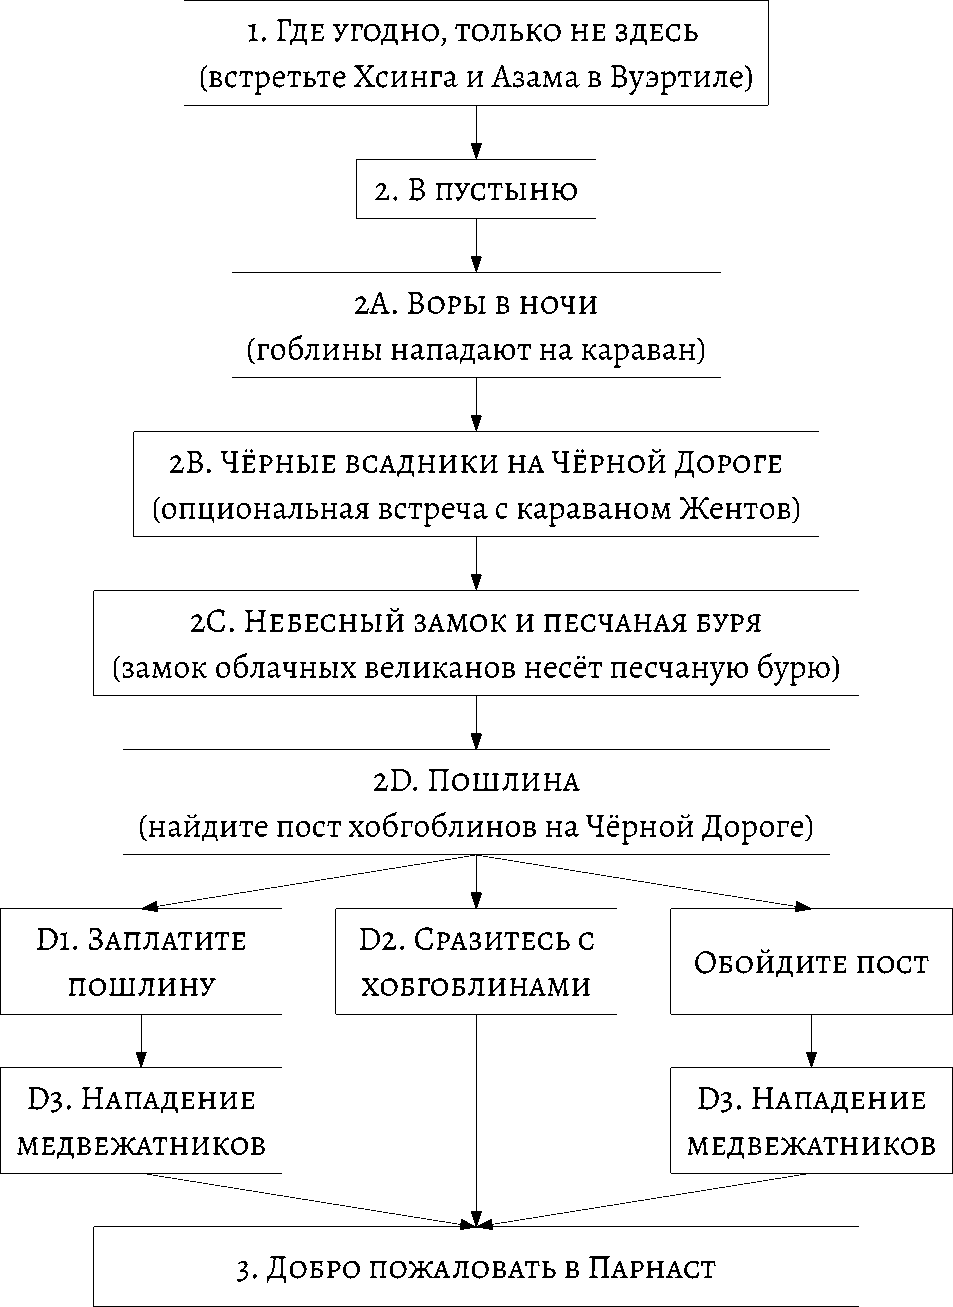 1. Где угодно, только не здесь
(встретьте Хсинга и Азама в Вуэртиле)
2. В пустыню
2A. Воры в ночи
(гоблины нападают на караван)
2B. Чёрные всадники на Чёрной Дороге
(опциональная встреча с караваном Жентов)
2C. Небесный замок и песчаная буря
(замок облачных великанов несёт песчаную бурю)
2D. Пошлина
(найдите пост хобгоблинов на Чёрной Дороге)
D1. Заплатите
пошлину
D2. Сразитесь с
хобгоблинами
Обойдите пост
D3. Нападение
медвежатников
D3. Нападение
медвежатников
3. Добро пожаловать в Парнаст